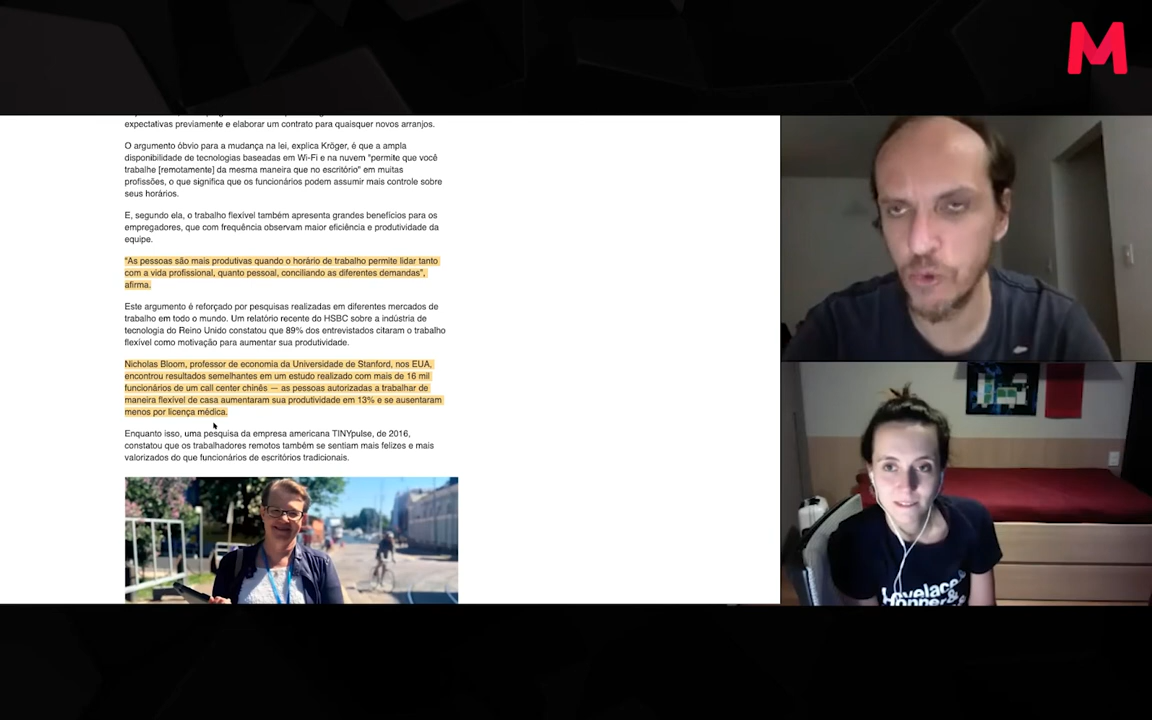 M
expectativas previamente e elaborar um contrato para quaisquer novos arranjos.
O argumento óbvio para a mudança na lei, explica Kröger, é que a ampla
disponibilidade de tecnologias baseadas em Wi-Fi e na nuvem "permite que você
trabalhe [remotamente] da mesma maneira que no escritório" em muitas
profissões, o que significa que os funcionários podem assumir mais controle sobre
seus horários.
E, segundo ela, o trabalho flexível também apresenta grandes benefícios para os
empregadores, que com frequência observam maior eficiência e produtividade da
equipe.
"As pessoas são mais produtivas quando o horário de trabalho permite lidar tanto
com a vida profissional, quanto pessoal, conciliando as diferentes demandas",
afirma.
Este argumento é reforçado por pesquisas realizadas em diferentes mercados de
trabalho em todo o mundo. Um relatório recente do HSBC sobre a indústria de
tecnologia do Reino Unido constatou que 89% dos entrevistados citaram o trabalho
flexível como motivação para aumentar sua produtividade.
Nicholas Bloom, professor de economia da Universidade de Stanford, nos EUA,
encontrou resultados semelhantes em um estudo realizado com mais de 16 mil
funcionários de um call center chinês — as pessoas autorizadas a trabalhar de
maneira flexível de casa aumentaram sua produtividade em 13% e se ausentaram
menos por licença médica.
Enquanto isso, uma pesquisa da empresa americana TINYpulse, de 2016,
constatou que os trabalhadores remotos também se sentiam mais felizes e mais
valorizados do que funcionários de escritórios tradicionais.
Lovelace&
Hopper&